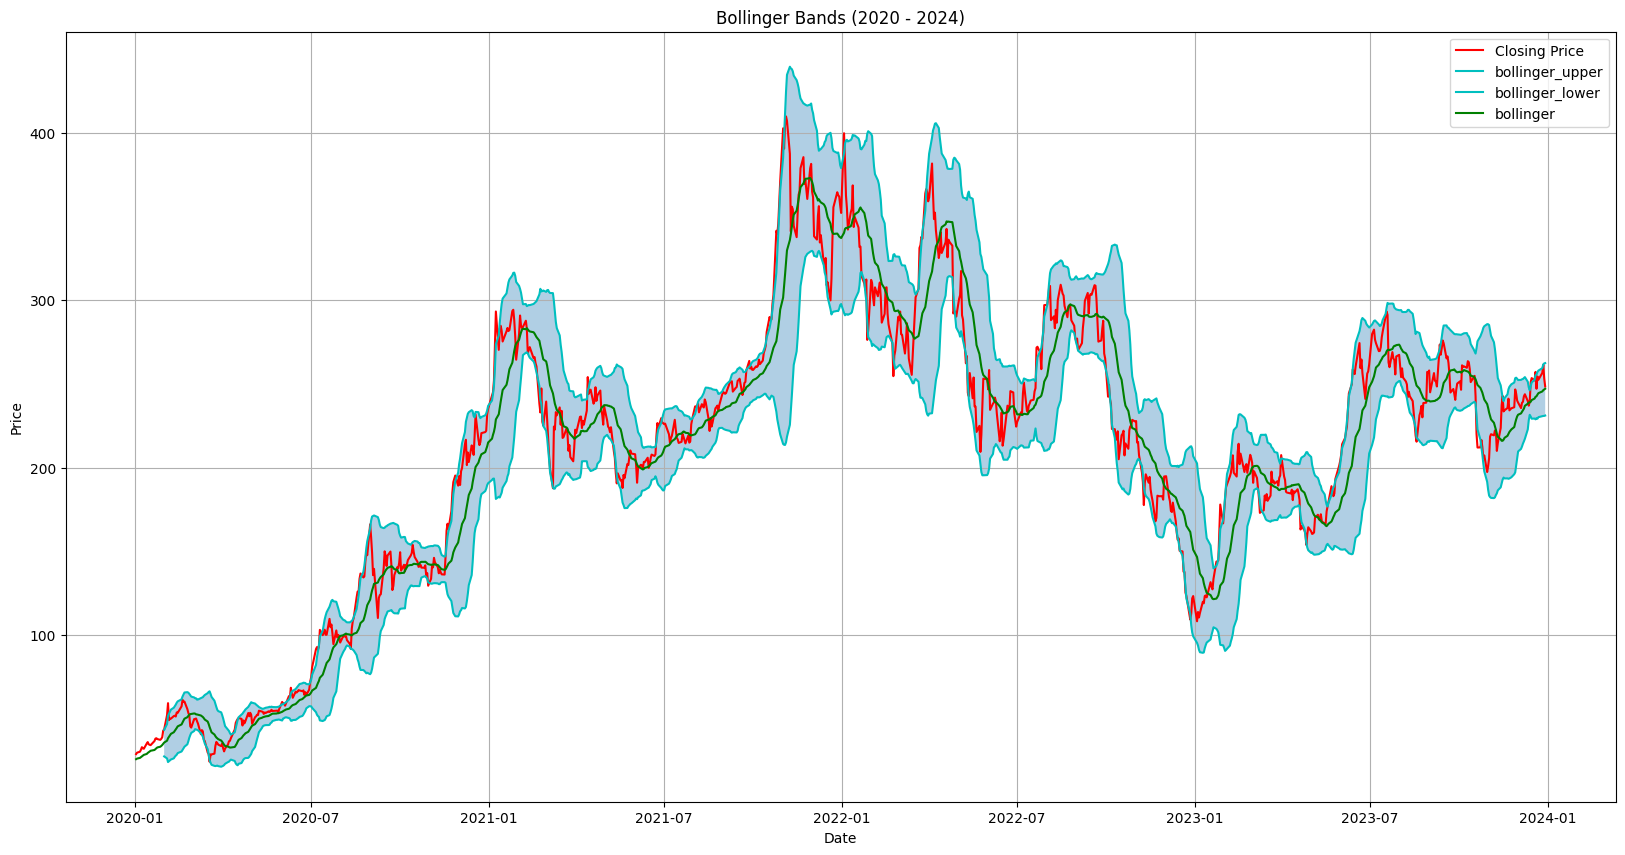 Bollinger Bands (2020 - 2024)
Closing Price
bollinger_upper
bollinger_lower
bollinger
400
300
200
100
Price
2020-01
2020-07
2021-01
2021-07
2022-01
2022-07
2023-01
2023-07
2024-01
Date